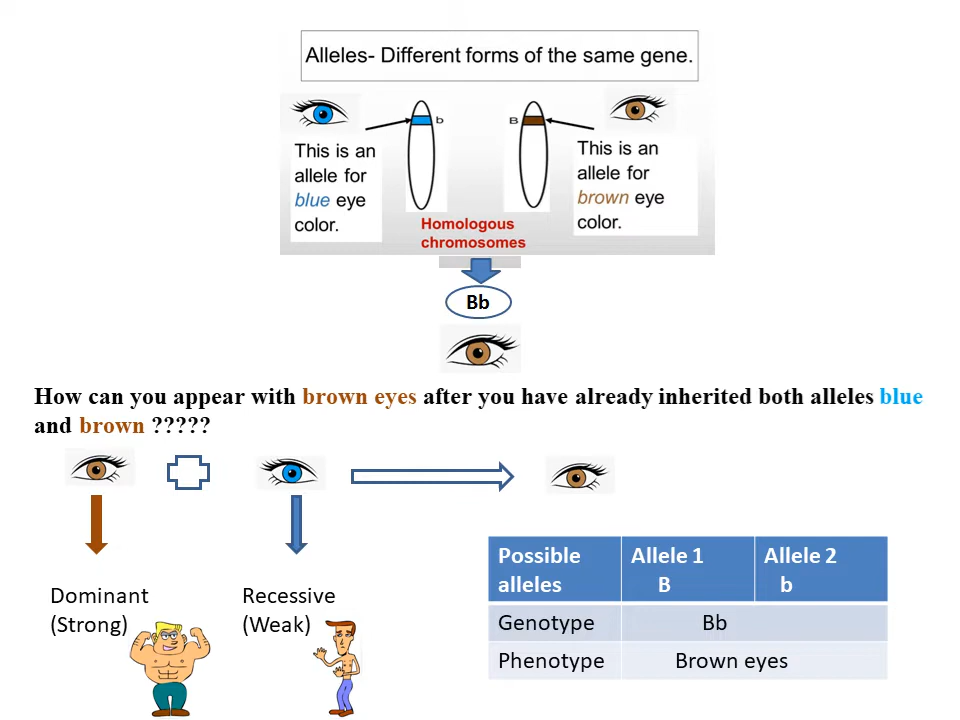 Alleles- Different forms of the same gene.
b
B
This is an
allele for
blue eye
color.
This is an
allele for
brown eye
color.
Homologous
chromosomes
Bb
How can you appear with brown eyes after you have already inherited both alleles blue
and brown ?????
Dominant
(Strong)
Recessive
(Weak)
Possible alleles Allele 1 B Allele 2 b
Genotype Bb
Phenotype Brown eyes